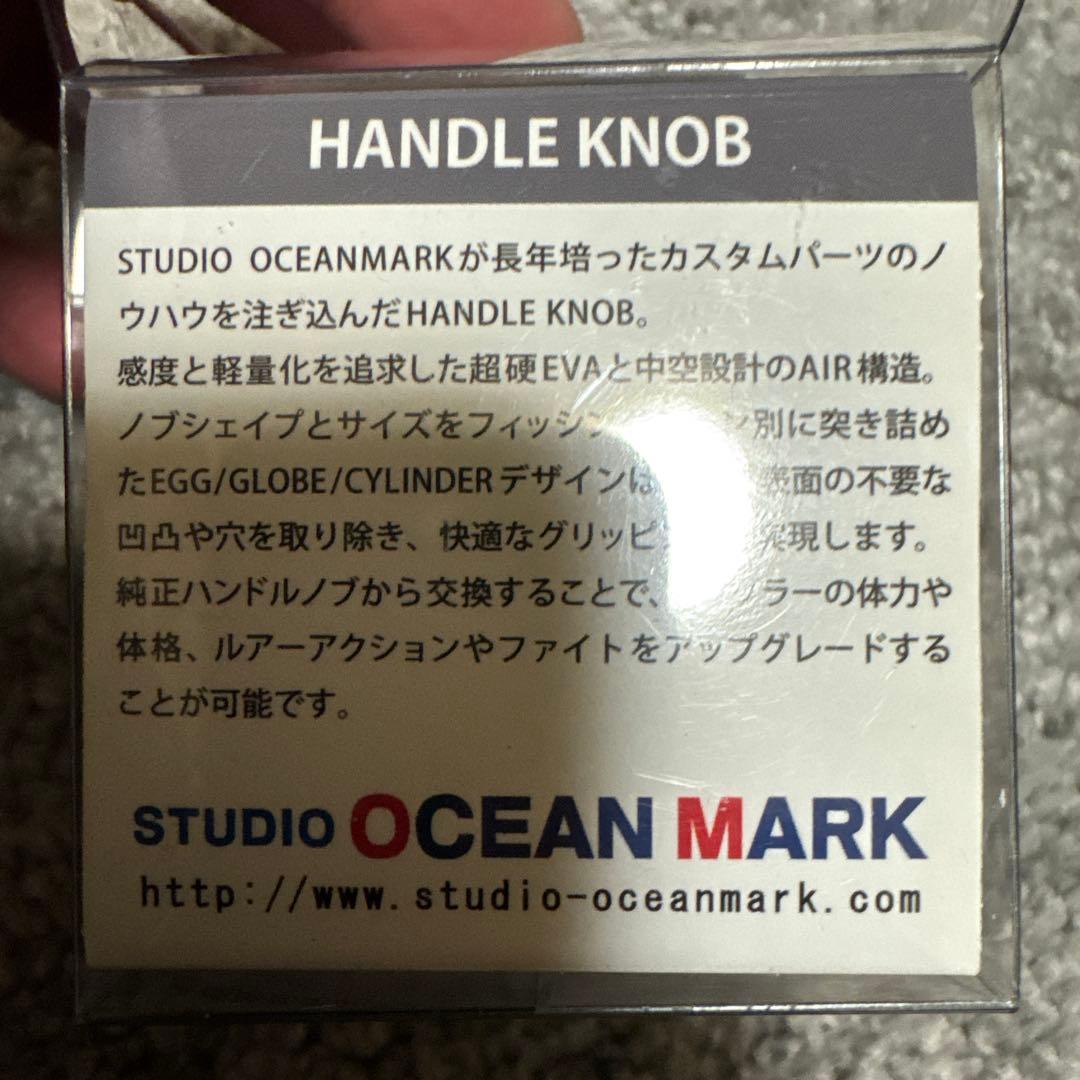 HANDLE KNOB
STUDIO OCEANMARKが長年培ったカスタムパーツのノ
ウハウを注ぎ込んだHANDLE KNOB。
感度と軽量化を追求した超硬EVAと中空設計のAIR構造。
ノブシェイプとサイズをフィッシン 別に突き詰め
たEGG/GLOBE/CYLINDERデザインは 表面の不要な
凹凸や穴を取り除き、快適なグリッピ 実現します。
純正ハンドルノブから交換することで、 ラーの体力や
体格、ルアーアクションやファイトをアップグレードする
ことが可能です。
STUDIO OCEAN MARK
http://www.studio-oceanmark.com